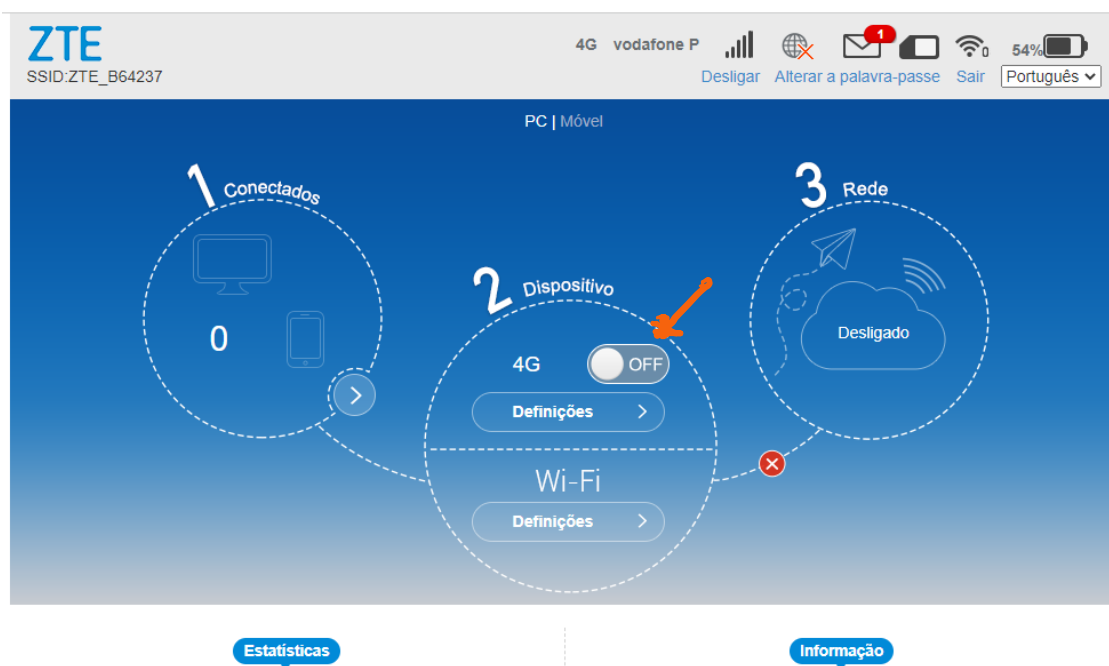 ZTE
SSID:ZTE_B64237
4G vodafone P 1 0 54%
Desligar Alterar a palavra-passe Sair Português
PC | Móvel
1 Conectados
0
2 Dispositivo
4G OFF
Definições
Wi-Fi
Definições
3 Rede
Desligado
Estatísticas
Informação